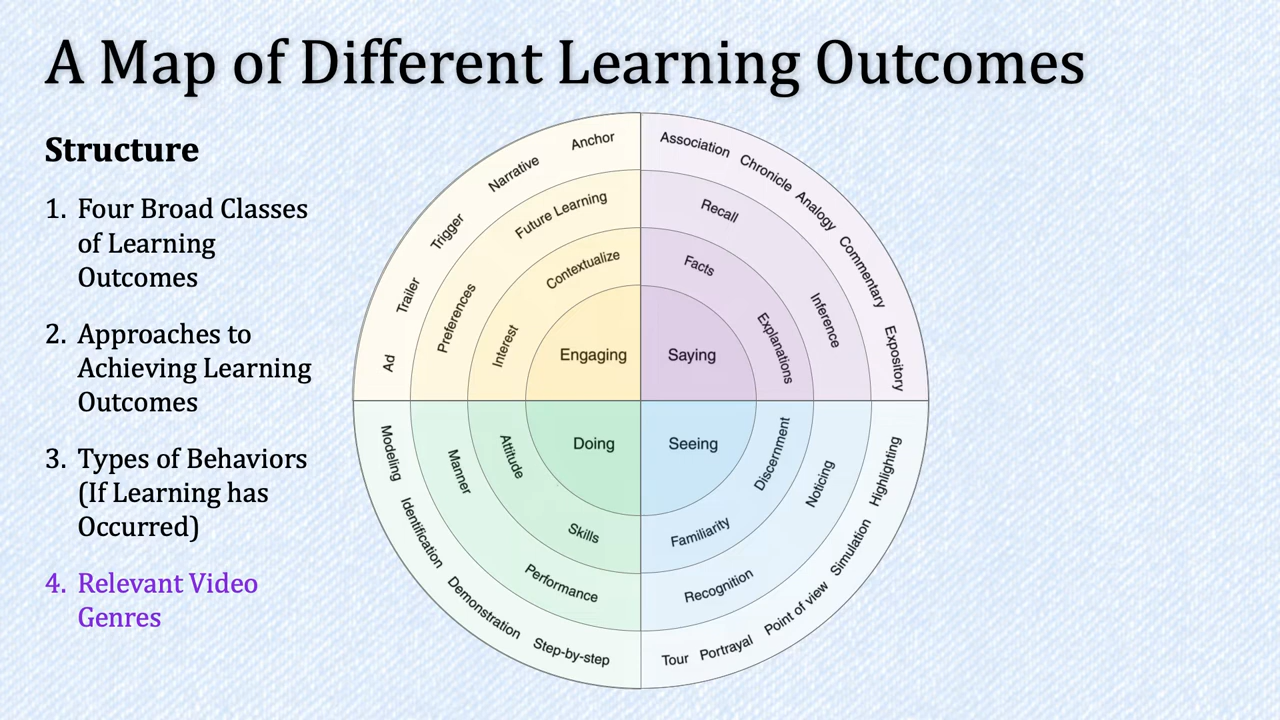 A Map of Different Learning Outcomes
Structure
1. Four Broad Classes
of Learning
Outcomes
2. Approaches to
Achieving Learning
Outcomes
3. Types of Behaviors
(If Learning has
Occurred)
4. Relevant Video
Genres
Ad
Trailer
Trigger
Narrative
Anchor
Preferences
Future Learning
Interest
Contextualize
Engaging
Association
Chronicle
Analogy
Commentary
Expository
Recall
Inference
Facts
Explanations
Saying
Doing
Attitude
Skills
Manner
Performance
Modeling
Identification
Demonstration
Step-by-step
Seeing
Discernment
Familiarity
Noticing
Recognition
Highlighting
Simulation
Point of view
Portrayal
Tour